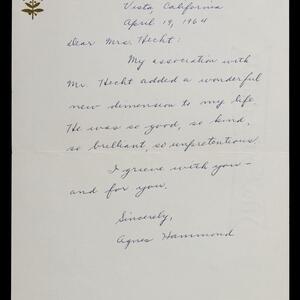 Vista, California
April 19, 1964
Dear Mrs. Hecht:
My association with
Mr. Hecht added a wonderful
new dimension to my life.
He was so good, so kind,
so brilliant, so unpretentious.
I grieve with you—
and for you.
Sincerely,
Agnes Hammond